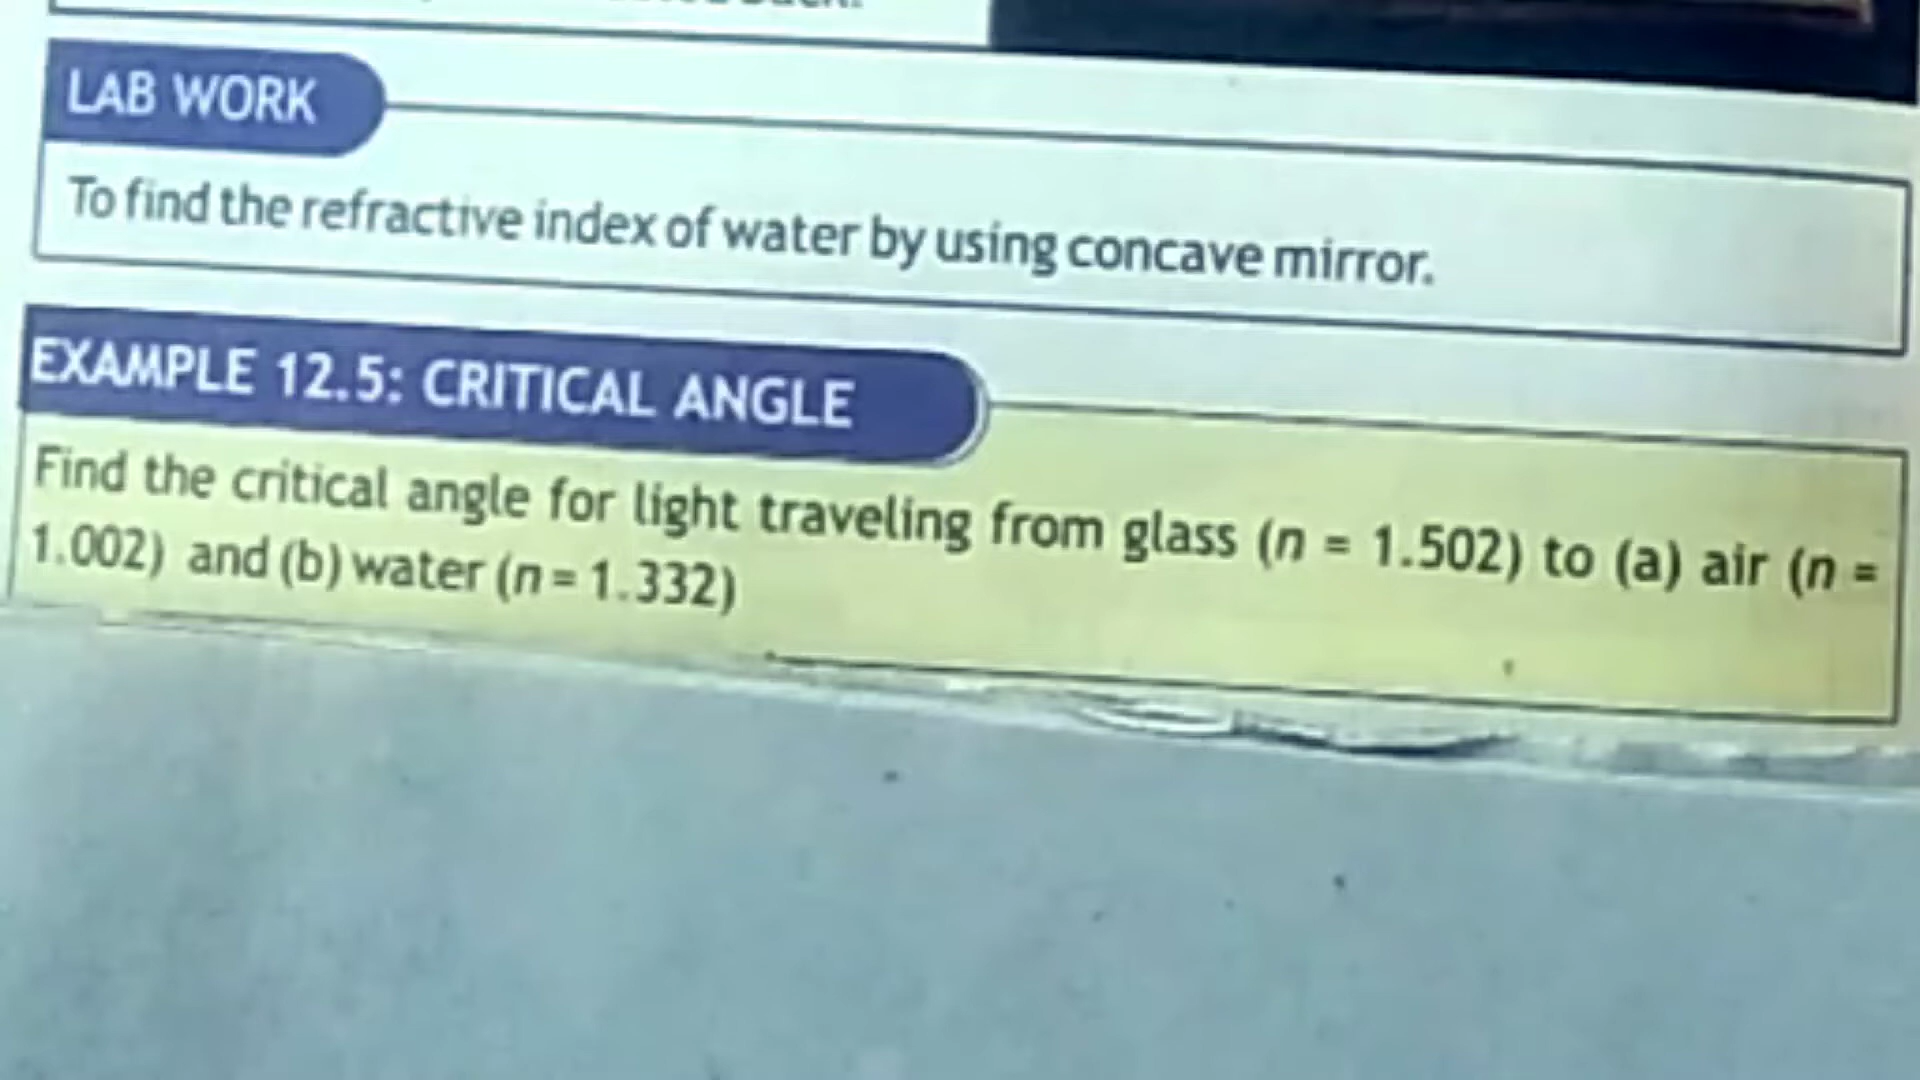 LAB WORK
To find the refractive index of water by using concave mirror.
EXAMPLE 12.5: CRITICAL ANGLE
Find the critical angle for light traveling from glass (n = 1.502) to (a) air (n =
1.002) and (b) water (n = 1.332)